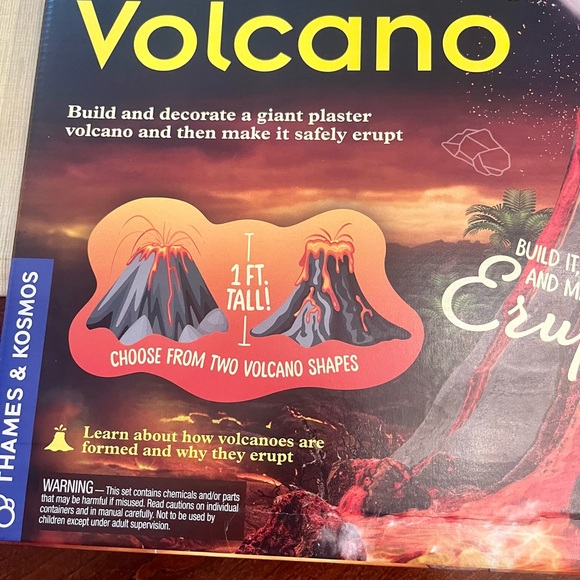 Volcano
Build and decorate a giant plaster
volcano and then make it safely erupt
1 FT.
TALL!
CHOOSE FROM TWO VOLCANO SHAPES
BUILD IT
AND M
Eru
THAMES & KOSMOS
Learn about how volcanoes are
formed and why they erupt
WARNING — This set contains chemicals and/or parts
that may be harmful if misused. Read cautions on individual
containers and in manual carefully. Not to be used by
children except under adult supervision.